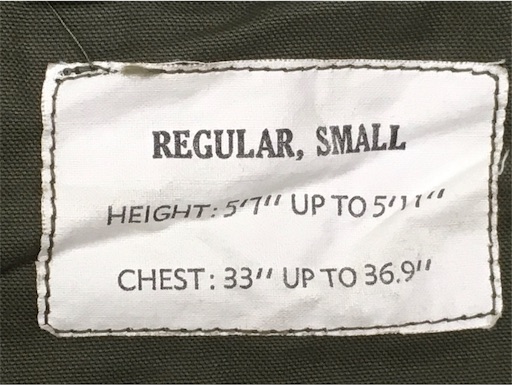 REGULAR, SMALL
HEIGHT: 5'7" UP TO 5'11"
CHEST: 33" UP TO 36.9"